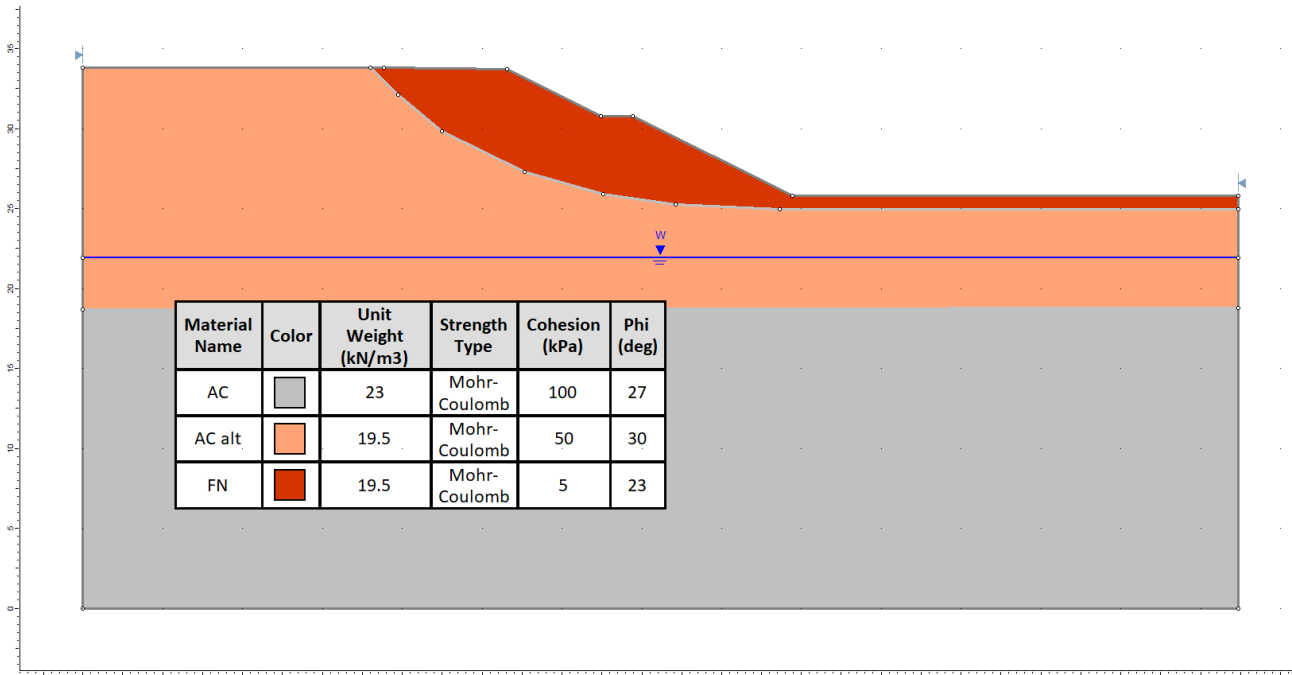 35
30
25
W
20
15
10
5
0
Material Name Color Unit Weight (kN/m3) Strength Type Cohesion (kPa) Phi (deg)
AC 23 Mohr-Coulomb 100 27
AC alt 19.5 Mohr-Coulomb 50 30
FN 19.5 Mohr-Coulomb 5 23